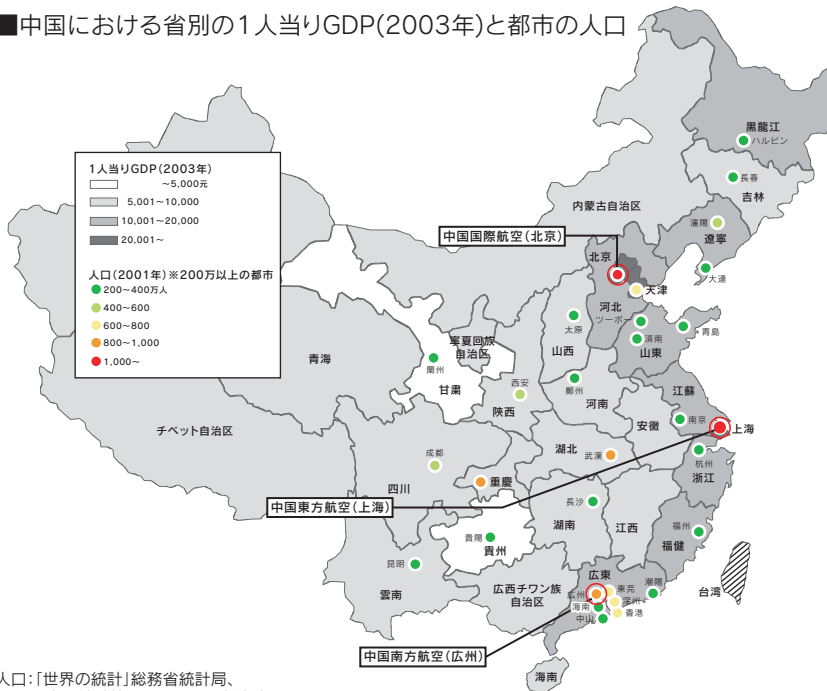 ■中国における省別の1人当りGDP(2003年)と都市の人口
1人当りGDP(2003年)
～5,000元
5,001～10,000
10,001～20,000
20,001～
人口(2001年)※200万以上の都市
200～400万人
400～600
600～800
800～1,000
1,000～
黒龍江
ハルビン
長春
吉林
内蒙古自治区
瀋陽
遼寧
中国国際航空(北京)
北京
大連
天津
河北
ツーボー
太原
青島
済南
山東
山西
寧夏回族
自治区
青海
蘭州
甘粛
西安
陝西
鄭州
河南
江蘇
安徽
南京
上海
チベット自治区
成都
四川
重慶
湖北
武漢
杭州
浙江
中国東方航空(上海)
長沙
湖南
江西
福州
福健
貴陽
貴州
昆明
雲南
広西チワン族
自治区
広東
広州
東莞
潮陽
深州
海南
香港
中山
台湾
中国南方航空(広州)
海南
人口:「世界の統計」総務省統計局、